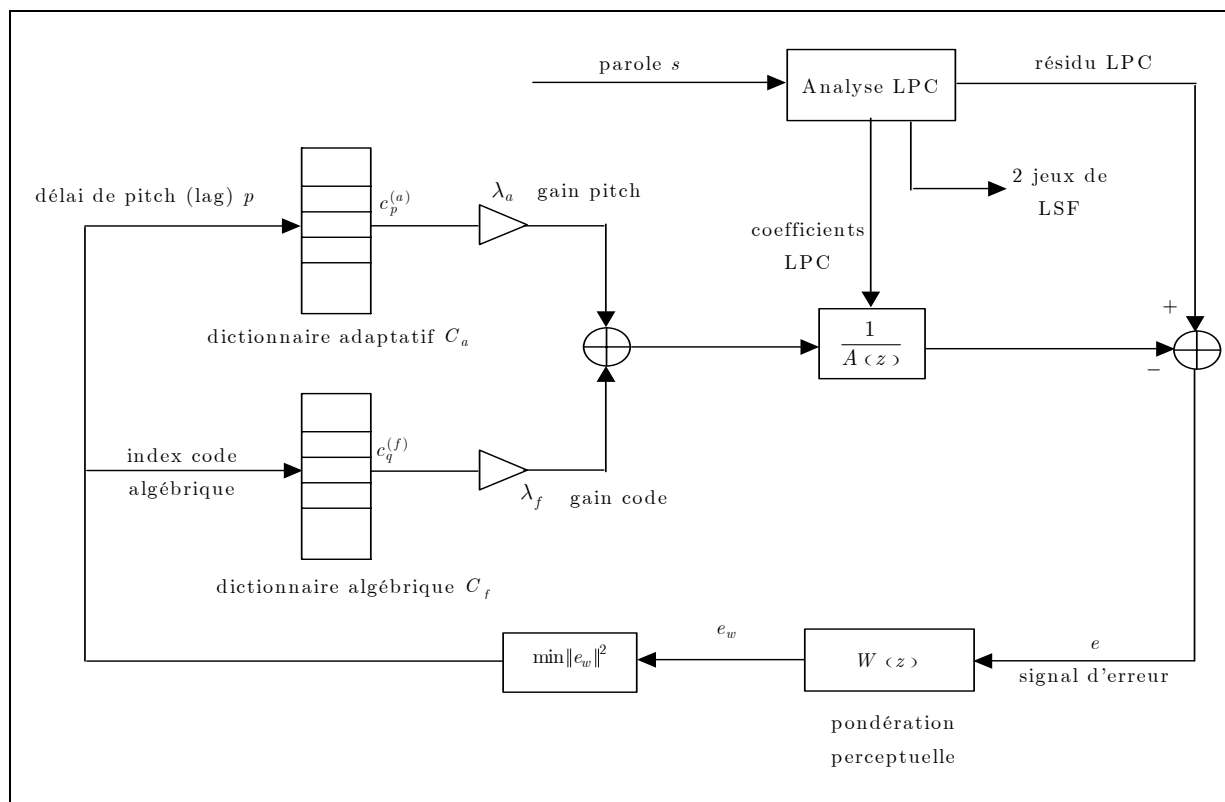 parole s
résidu LPC
Analyse LPC
délai de pitch (lag) p
c_p^{(a)}
λ_a gain pitch
2 jeux de
LSF
coefficients
LPC
dictionnaire adaptatif C_a
1
A(z)
+
−
index code
algébrique
c_q^{(f)}
λ_f gain code
dictionnaire algébrique C_f
min‖e_w‖²
e_w
W(z)
e
signal d'erreur
pondération
perceptuelle